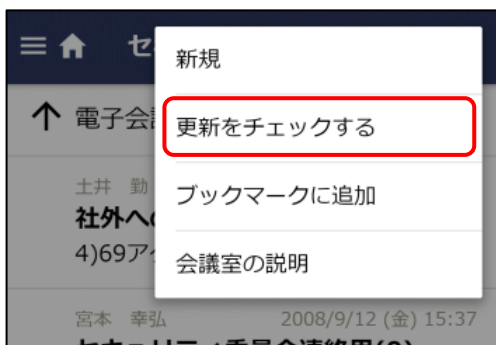 セ
新規
電子会
更新をチェックする
土井 勤
社外へ
ブックマークに追加
4)69ア
会議室の説明
宮本 幸弘 2008/9/12 (金) 15:37